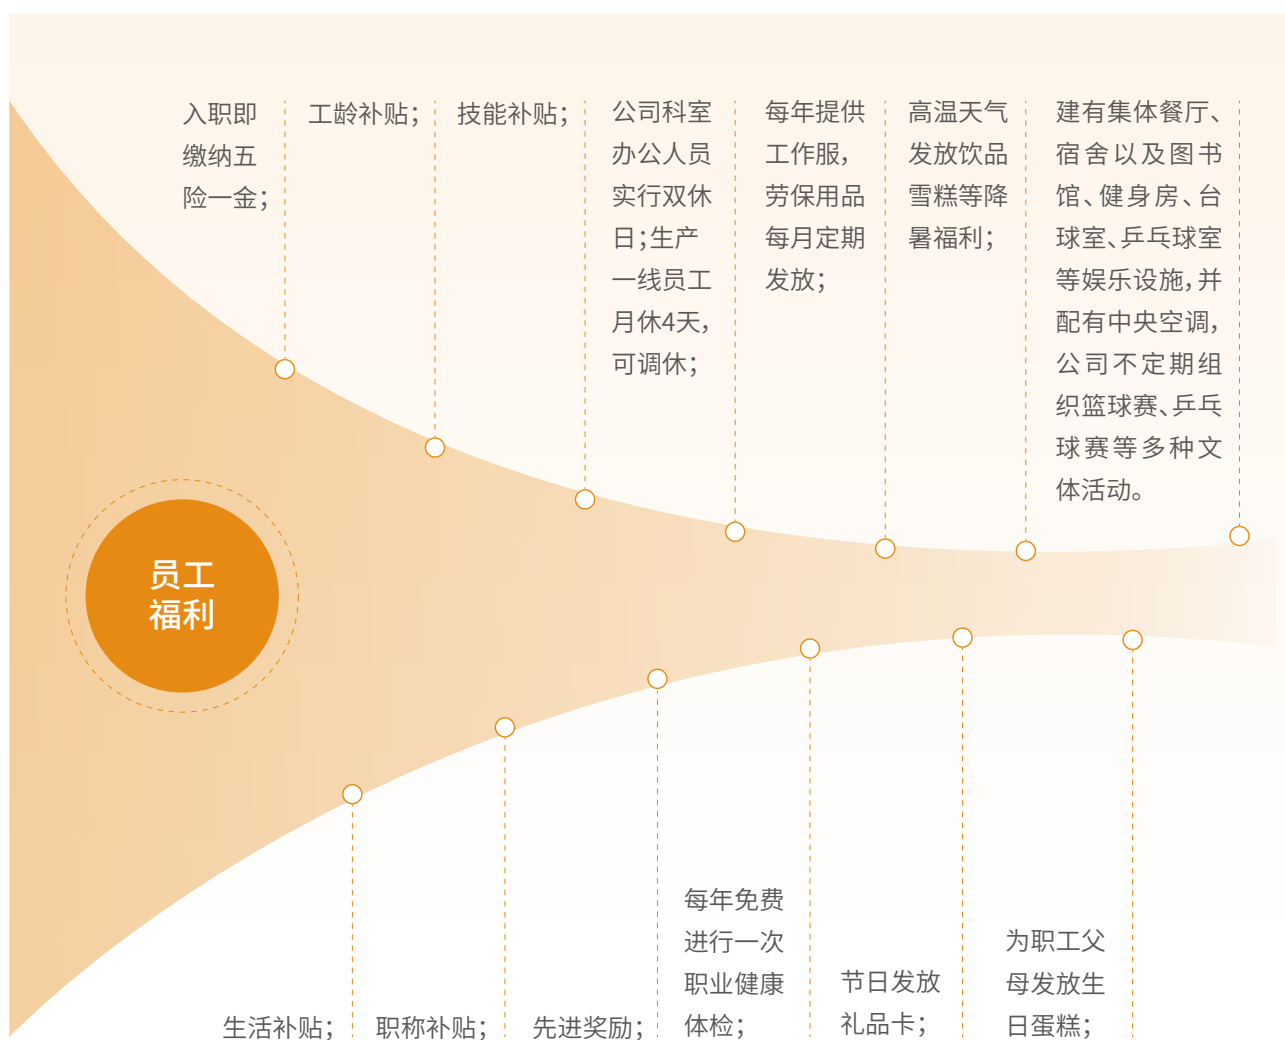 入职即
缴纳五
险一金；
工龄补贴；
技能补贴；
公司科室
办公人员
实行双休
日；生产
一线员工
月休4天，
可调休；
每年提供
工作服，
劳保用品
每月定期
发放；
高温天气
发放饮品
雪糕等降
暑福利；
建有集体餐厅、
宿舍以及图书
馆、健身房、台
球室、乒乓球室
等娱乐设施，并
配有中央空调，
公司不定期组
织篮球赛、乒乓
球赛等多种文
体活动。
员工
福利
生活补贴；
职称补贴；
先进奖励；
每年免费
进行一次
职业健康
体检；
节日发放
礼品卡；
为职工父
母发放生
日蛋糕；